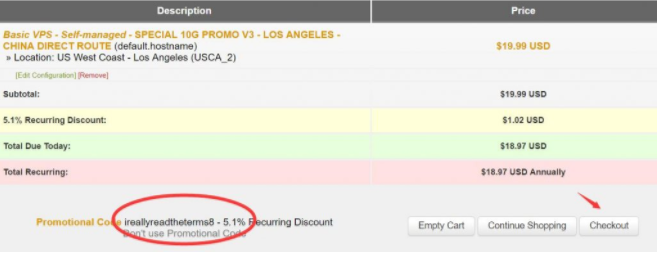 Description Price
Basic VPS - Self-managed - SPECIAL 10G PROMO V3 - LOS ANGELES -
CHINA DIRECT ROUTE (default.hostname) $19.99 USD
» Location: US West Coast - Los Angeles (USCA_2)
[Edit Configuration] [Remove]
Subtotal: $19.99 USD
5.1% Recurring Discount: $1.02 USD
Total Due Today: $18.97 USD
Total Recurring: $18.97 USD Annually
Promotional Code ireallyreadtheterms8 - 5.1% Recurring Discount
Don't use Promotional Code
Empty Cart Continue Shopping Checkout